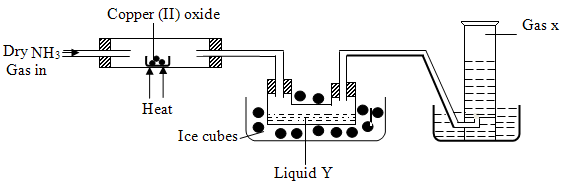 Copper (II) oxide
Gas x
Dry NH3
Gas in
Heat
Ice cubes
Liquid Y